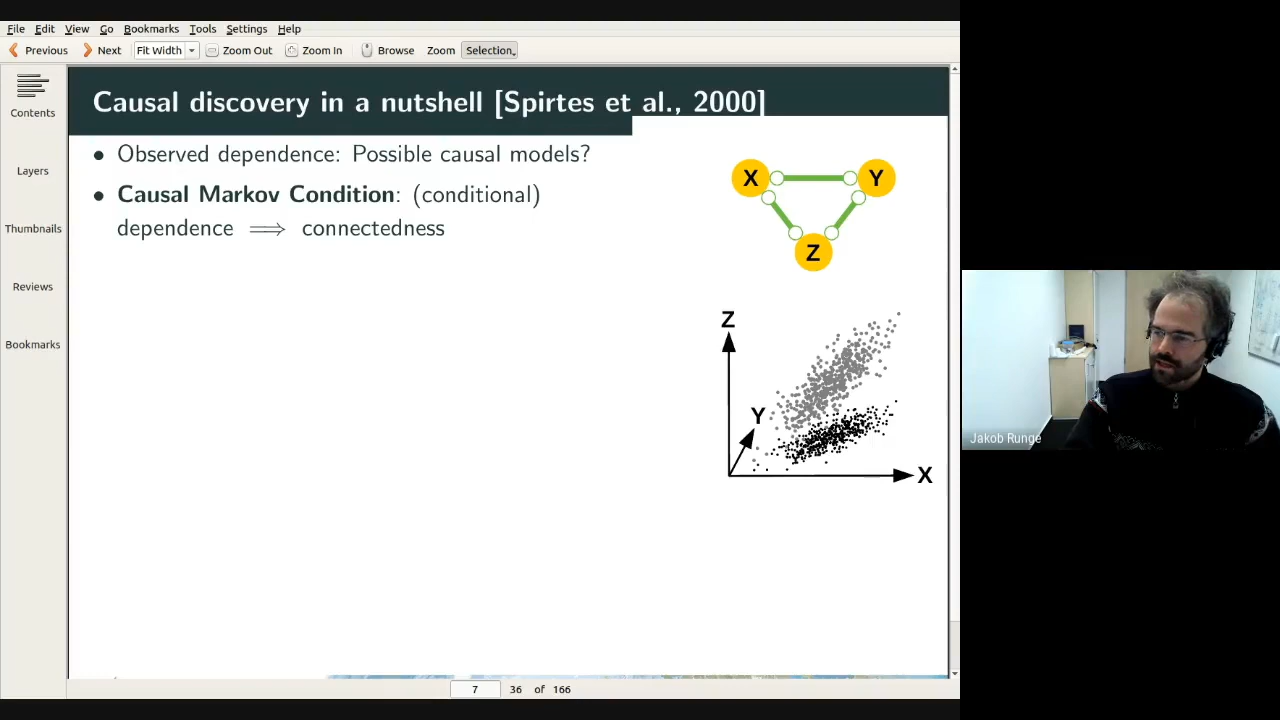 File Edit View Go Bookmarks Tools Settings Help
Previous Next Fit Width Zoom Out Zoom In Browse Zoom Selection
Contents
Layers
Thumbnails
Reviews
Bookmarks
Causal discovery in a nutshell [Spirtes et al., 2000]
• Observed dependence: Possible causal models?
• Causal Markov Condition: (conditional)
dependence ⟹ connectedness
X Y
Z
Z
Y
X
Jakob Runge
7 36 of 166